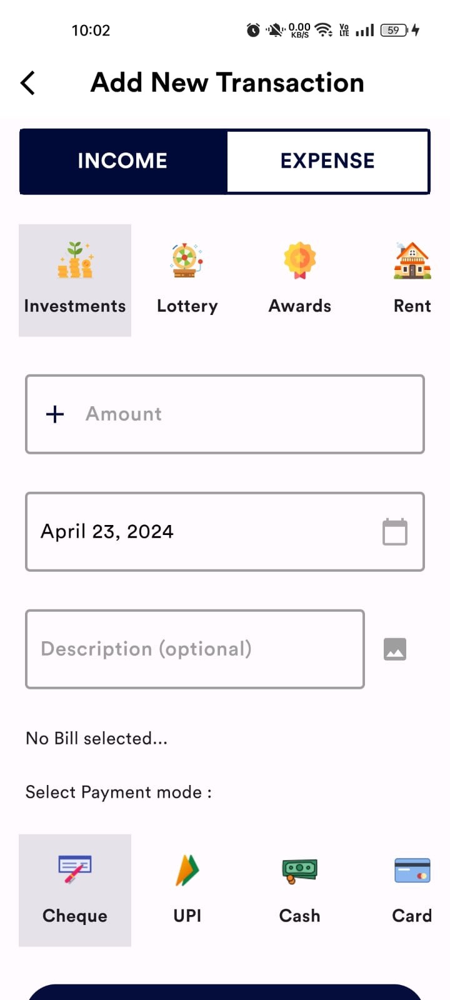 10:02 0.00 KB/S Vo LTE 59
Add New Transaction
INCOME EXPENSE
Investments Lottery Awards Rent
+ Amount
April 23, 2024
Description (optional)
No Bill selected...
Select Payment mode :
Cheque UPI Cash Card